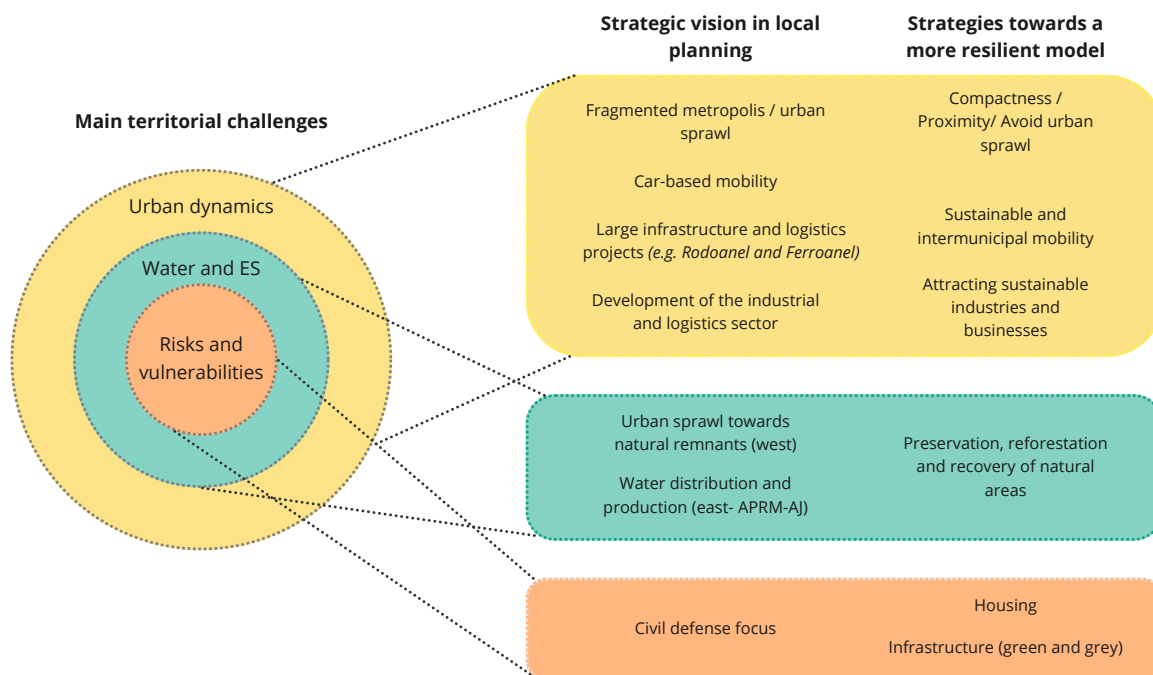 Strategic vision in local
planning
Strategies towards a
more resilient model
Main territorial challenges
Urban dynamics
Water and ES
Risks and
vulnerabilities
Fragmented metropolis / urban
sprawl
Car-based mobility
Large infrastructure and logistics
projects (e.g. Rodoanel and Ferroanel)
Development of the industrial
and logistics sector
Compactness /
Proximity/ Avoid urban
sprawl
Sustainable and
intermunicipal mobility
Attracting sustainable
industries and
businesses
Urban sprawl towards
natural remnants (west)
Water distribution and
production (east- APRM-AJ)
Preservation, reforestation
and recovery of natural
areas
Civil defense focus
Housing
Infrastructure (green and grey)